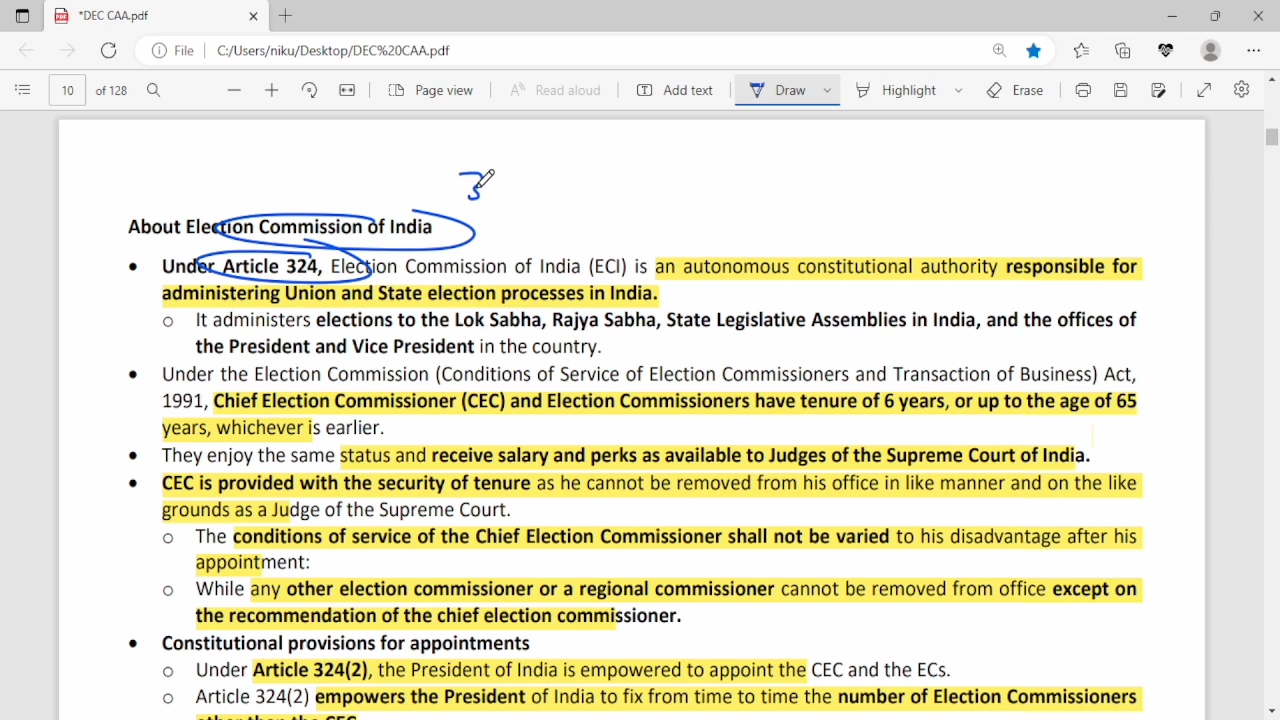 *DEC CAA.pdf
File C:/Users/niku/Desktop/DEC%20CAA.pdf
10 of 128 Page view Read aloud Add text Draw Highlight Erase
3
About Election Commission of India
• Under Article 324, Election Commission of India (ECI) is an autonomous constitutional authority responsible for
administering Union and State election processes in India.
o It administers elections to the Lok Sabha, Rajya Sabha, State Legislative Assemblies in India, and the offices of
the President and Vice President in the country.
• Under the Election Commission (Conditions of Service of Election Commissioners and Transaction of Business) Act,
1991, Chief Election Commissioner (CEC) and Election Commissioners have tenure of 6 years, or up to the age of 65
years, whichever is earlier.
• They enjoy the same status and receive salary and perks as available to Judges of the Supreme Court of India.
• CEC is provided with the security of tenure as he cannot be removed from his office in like manner and on the like
grounds as a Judge of the Supreme Court.
o The conditions of service of the Chief Election Commissioner shall not be varied to his disadvantage after his
appointment:
o While any other election commissioner or a regional commissioner cannot be removed from office except on
the recommendation of the chief election commissioner.
• Constitutional provisions for appointments
o Under Article 324(2), the President of India is empowered to appoint the CEC and the ECs.
o Article 324(2) empowers the President of India to fix from time to time the number of Election Commissioners
other than the CEC